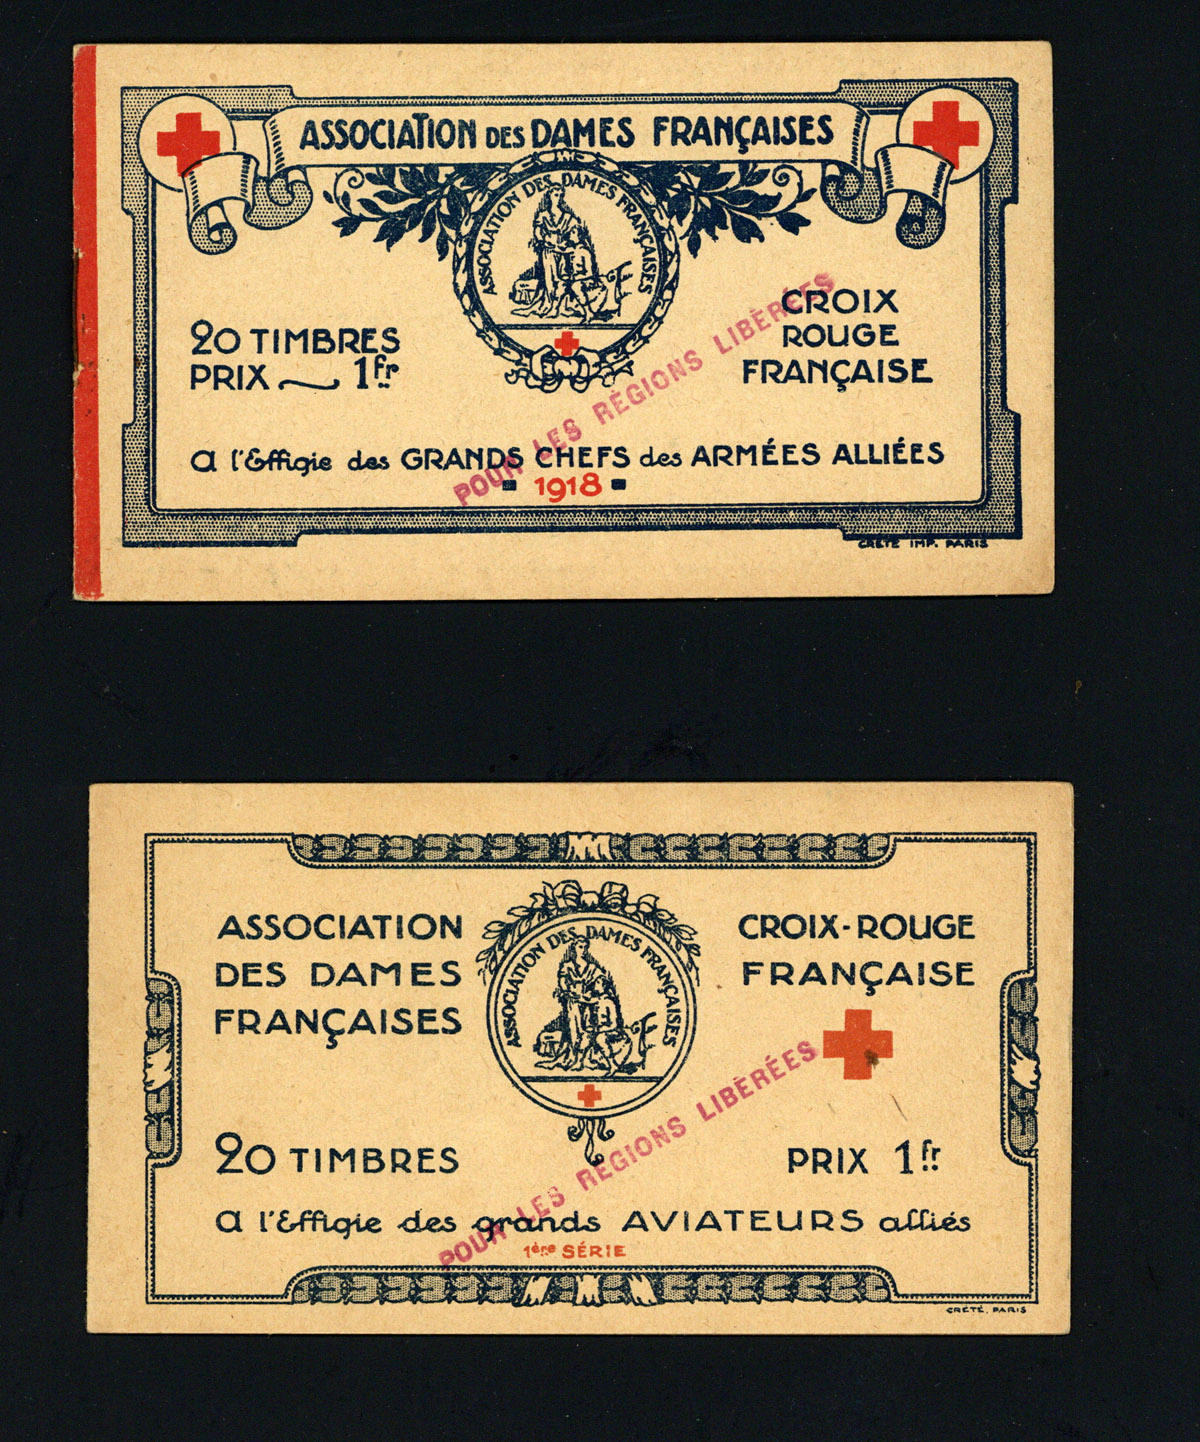 ASSOCIATION DES DAMES FRANÇAISES
ASSOCIATION DES DAMES FRANÇAISES
20 TIMBRES
PRIX 1fr
CROIX
ROUGE
FRANÇAISE
POUR LES RÉGIONS LIBÉRÉES
A l'Effigie des GRANDS CHEFS des ARMÉES ALLIÉES
1918
CRÉTÉ IMP. PARIS
ASSOCIATION
DES DAMES
FRANÇAISES
ASSOCIATION DES DAMES FRANÇAISES
CROIX-ROUGE
FRANÇAISE
20 TIMBRES
PRIX 1fr
POUR LES RÉGIONS LIBÉRÉES
A l'Effigie des grands AVIATEURS alliés
1ère SÉRIE
CRÉTÉ. PARIS